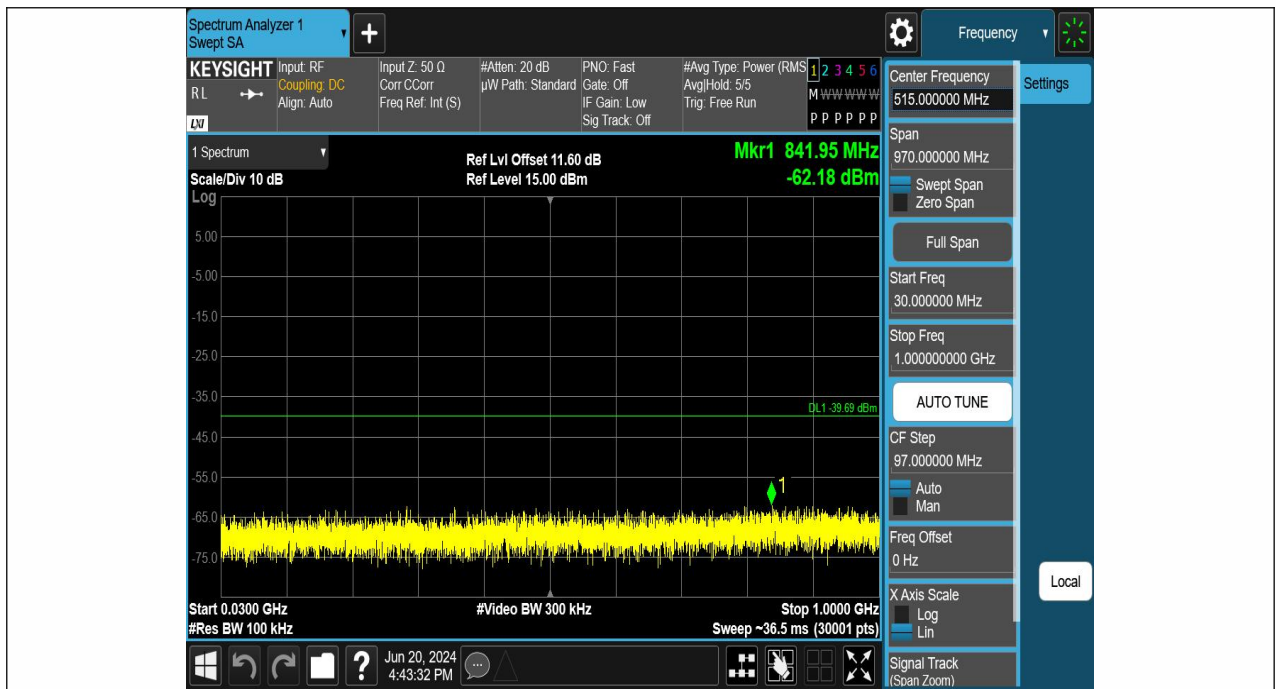 Spectrum Analyzer 1
Swept SA
+
Frequency
KEYSIGHT
RL
LXI
Input: RF
Coupling: DC
Align: Auto
Input Z: 50 Ω
Corr CCorr
Freq Ref: Int (S)
#Atten: 20 dB
µW Path: Standard
PNO: Fast
Gate: Off
IF Gain: Low
Sig Track: Off
#Avg Type: Power (RMS
Avg|Hold: 5/5
Trig: Free Run
1 2 3 4 5 6
M W W W W W
P P P P P P
1 Spectrum
Scale/Div 10 dB
Log
Ref Lvl Offset 11.60 dB
Ref Level 15.00 dBm
Mkr1 841.95 MHz
-62.18 dBm
5.00
-5.00
-15.0
-25.0
-35.0
DL1 -39.69 dBm
-45.0
-55.0
1
-65.0
-75.0
Start 0.0300 GHz
#Res BW 100 kHz
#Video BW 300 kHz
Stop 1.0000 GHz
Sweep ~36.5 ms (30001 pts)
Center Frequency
515.000000 MHz
Settings
Span
970.000000 MHz
Swept Span
Zero Span
Full Span
Start Freq
30.000000 MHz
Stop Freq
1.000000000 GHz
AUTO TUNE
CF Step
97.000000 MHz
Auto
Man
Freq Offset
0 Hz
Local
X Axis Scale
Log
Lin
Signal Track
(Span Zoom)
?
Jun 20, 2024
4:43:32 PM